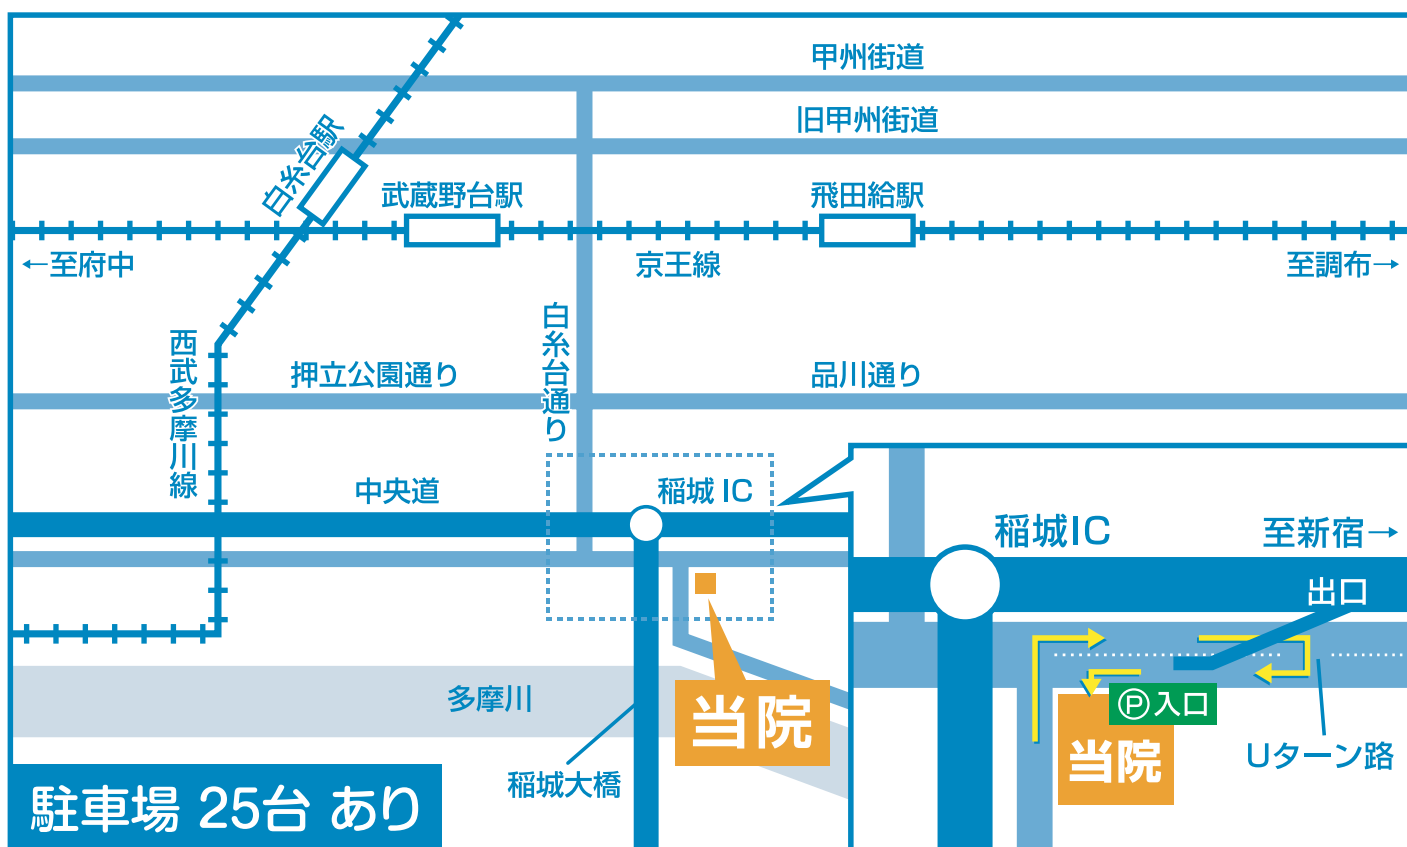 甲州街道
旧甲州街道
白糸台駅
武蔵野台駅
飛田給駅
←至府中
京王線
至調布→
西武多摩川線
押立公園通り
白糸台通り
品川通り
中央道
稲城 IC
稲城IC
至新宿→
出口
多摩川
当院
稲城大橋
Ⓟ入口
当院
Uターン路
駐車場 25台 あり